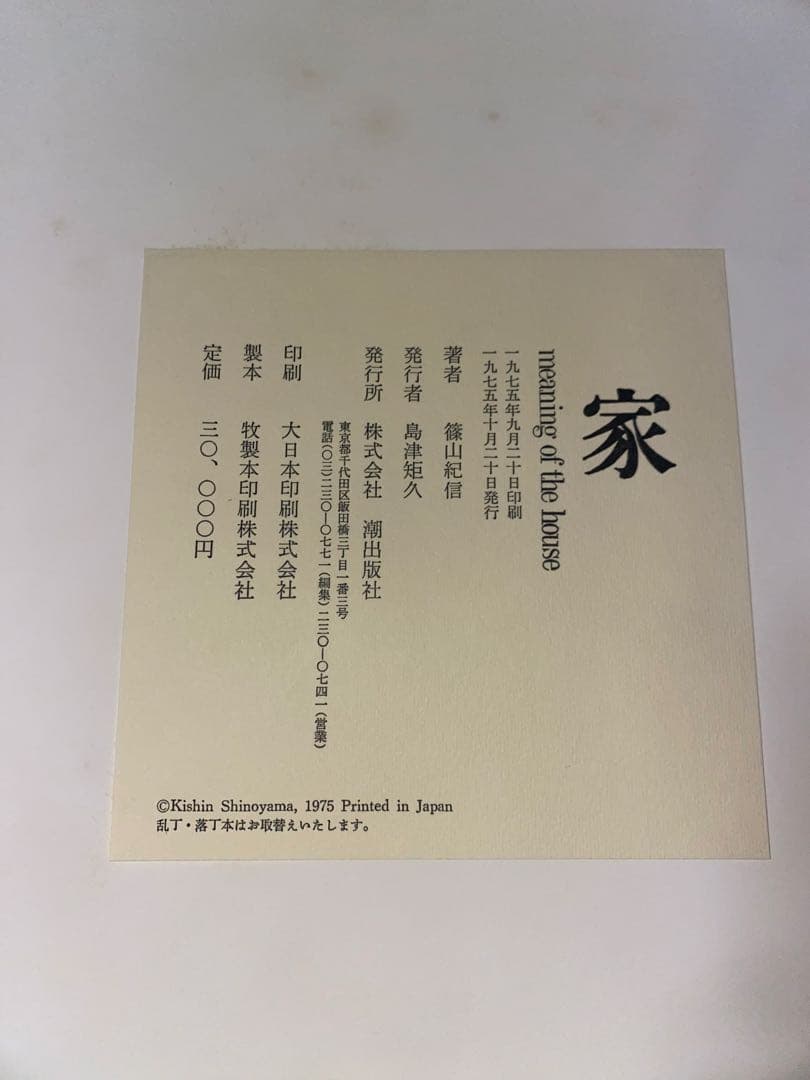 家
meaning of the house
一九七五年九月二十日印刷
一九七五年十月二十日発行
著者　篠山紀信
発行者　島津矩久
発行所　株式会社　潮出版社
東京都千代田区飯田橋三丁目一番三号
電話(〇三)二三〇―〇七七一(編集)二三〇―〇七四一(営業)
印刷　大日本印刷株式会社
製本　牧製本印刷株式会社
定価　三〇、〇〇〇円
©Kishin Shinoyama, 1975 Printed in Japan
乱丁・落丁本はお取替えいたします。